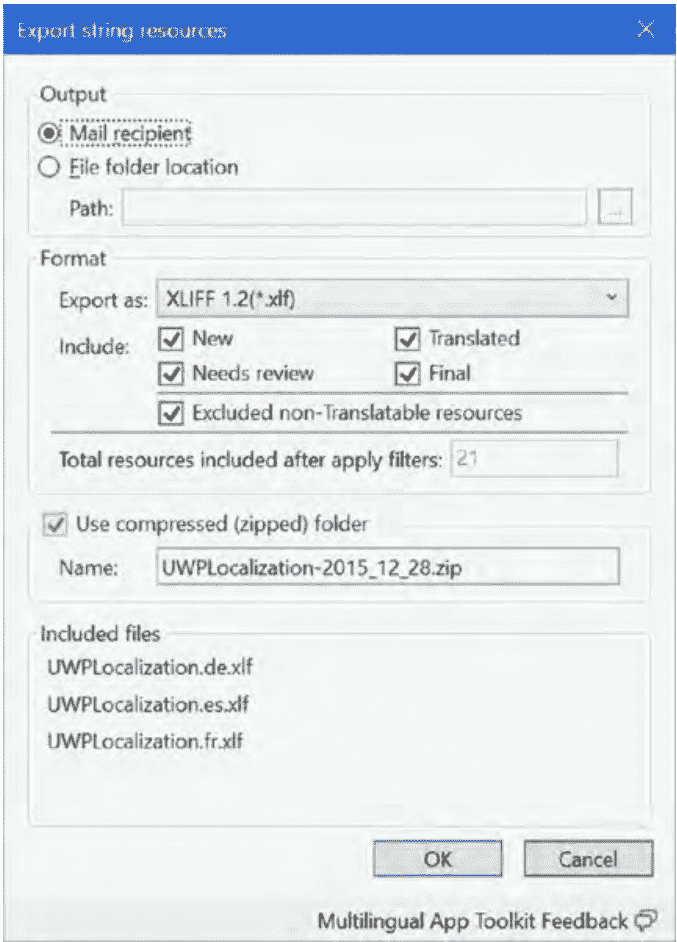 Export string resources
Output
Mail recipient
File folder location
Path: ...
Format
Export as: XLIFF 1.2(*.xlf)
Include: New Translated
Needs review Final
Excluded non-Translatable resources
Total resources included after apply filters: 21
Use compressed (zipped) folder
Name: UWPLocalization-2015_12_28.zip
Included files
UWPLocalization.de.xlf
UWPLocalization.es.xlf
UWPLocalization.fr.xlf
OK Cancel
Multilingual App Toolkit Feedback